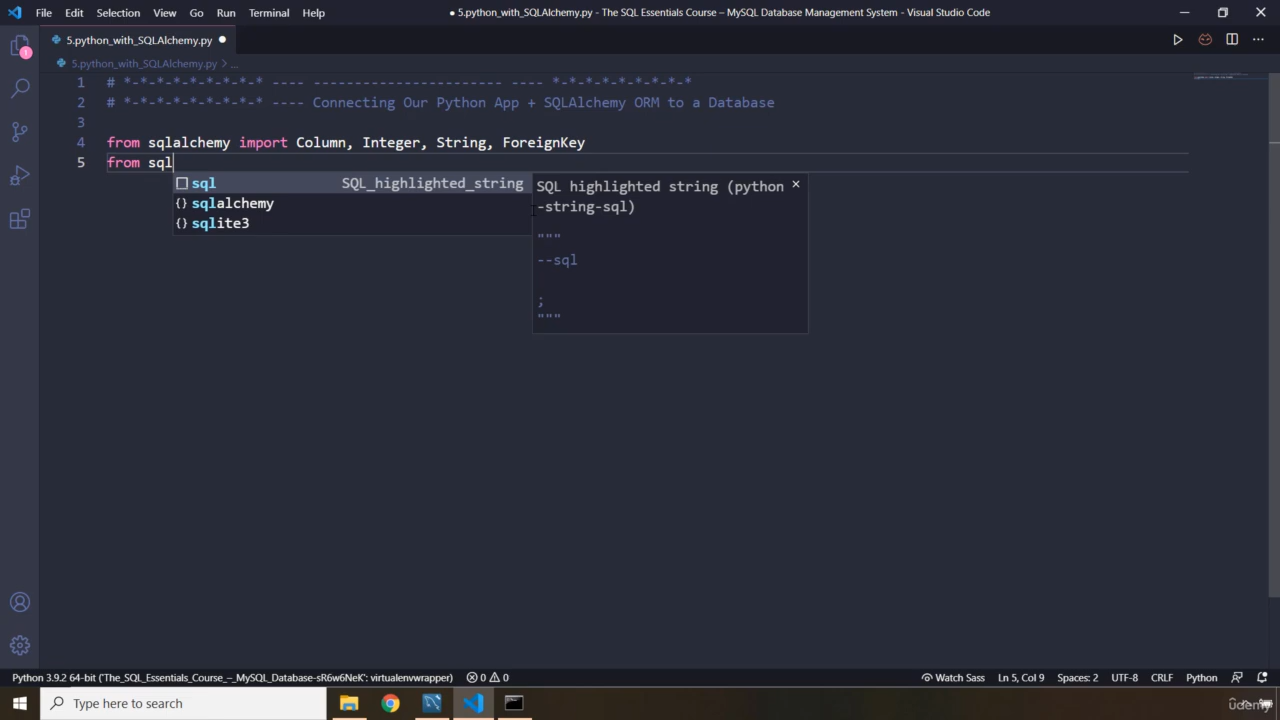 File Edit Selection View Go Run Terminal Help
● 5.python_with_SQLAlchemy.py - The SQL Essentials Course – MySQL Database Management System - Visual Studio Code
5.python_with_SQLAlchemy.py ●
5.python_with_SQLAlchemy.py > ...
1 # *-*-*-*-*-*-* ---- ----------------------- ---- *-*-*-*-*-*-*
2 # *-*-*-*-*-*-* ---- Connecting Our Python App + SQLAlchemy ORM to a Database
3
4 from sqlalchemy import Column, Integer, String, ForeignKey
5 from sql
sql SQL_highlighted_string
{} sqlalchemy
{} sqlite3
SQL highlighted string (python
-string-sql)
"""
--sql
;
"""
1
Python 3.9.2 64-bit ('The_SQL_Essentials_Course_–_MySQL_Database-sR6w6NeK': virtualenvwrapper) 0 0 Watch Sass Ln 5, Col 9 Spaces: 2 UTF-8 CRLF Python
Type here to search
Udemy